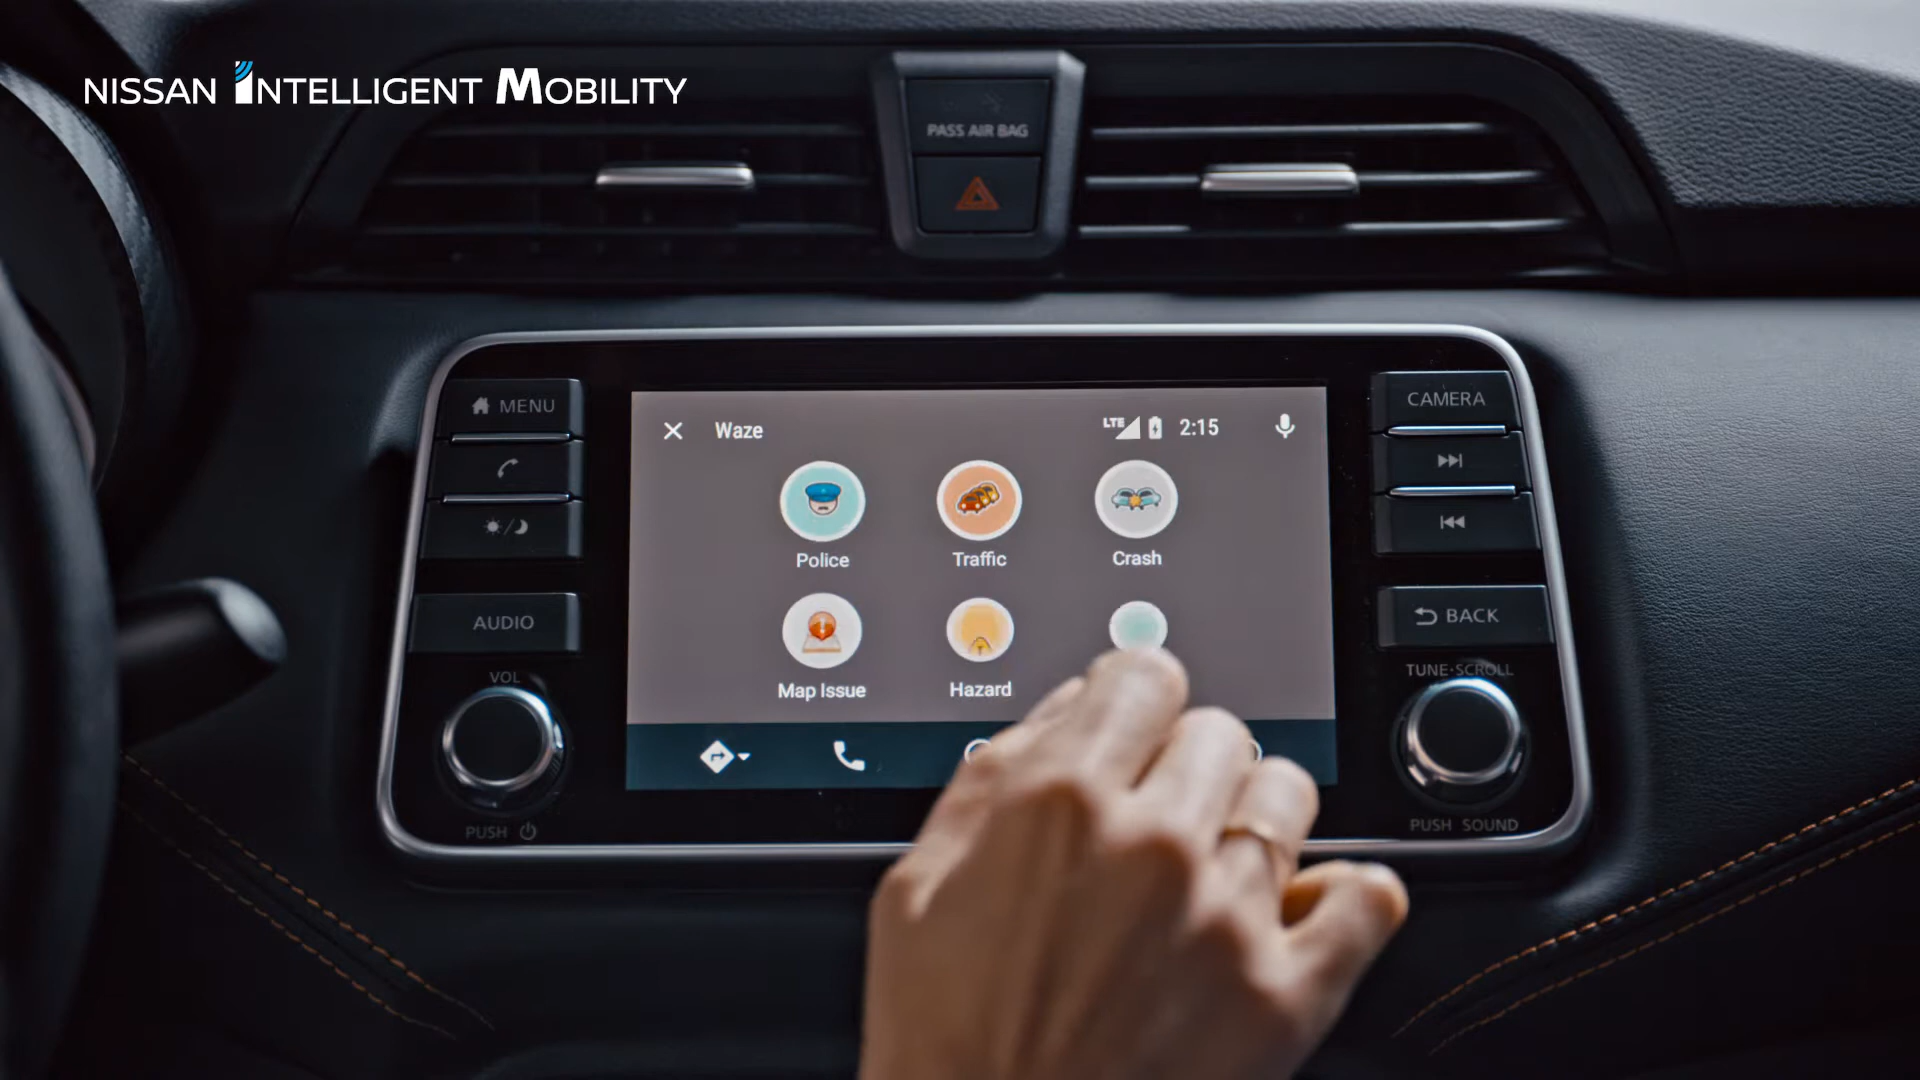 NISSAN INTELLIGENT MOBILITY
PASS AIR BAG
MENU
AUDIO
VOL
PUSH
Waze
LTE
2:15
Police
Traffic
Crash
Map Issue
Hazard
CAMERA
BACK
TUNE·SCROLL
PUSH SOUND